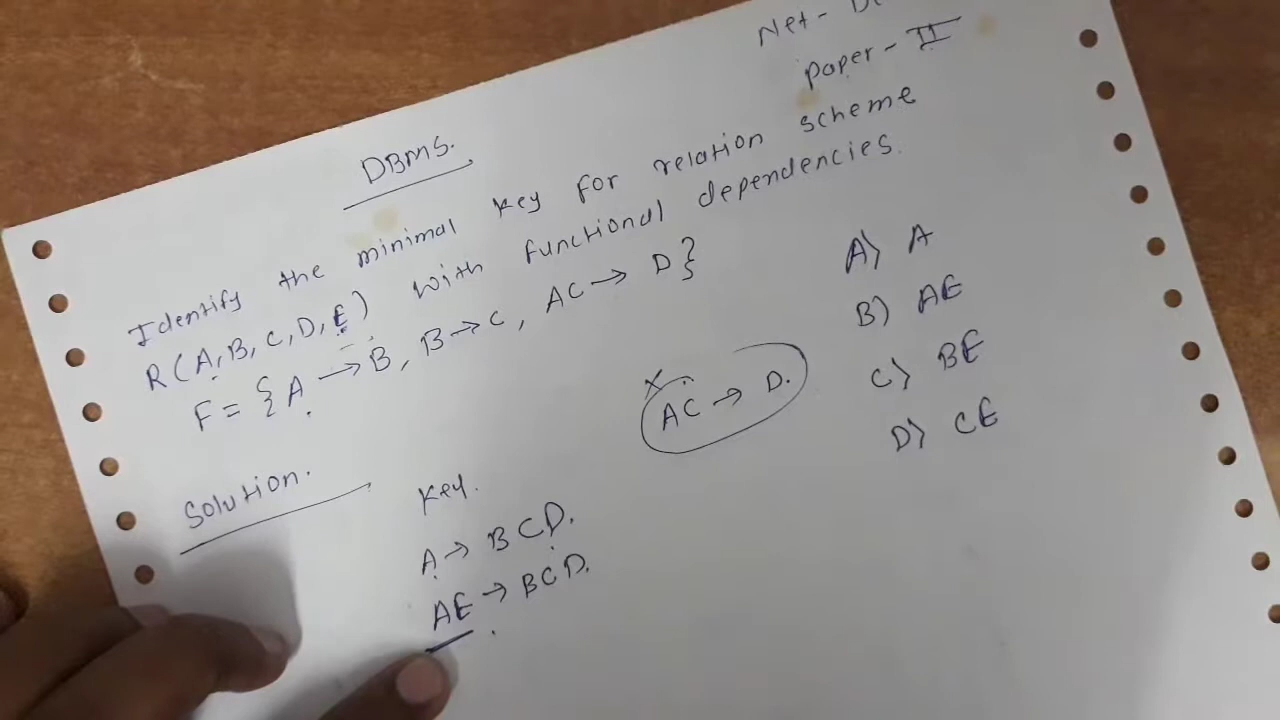 Net-
Paper-II
DBMS.
Identify the minimal key for relation scheme
R(A,B,C,D,E) with functional dependencies.
F = {A → B, B → C, AC → D}
A) A
B) AE
C) BE
D) CE
X
AC → D.
Solution.
Key.
A → BCD.
AE → BCD.